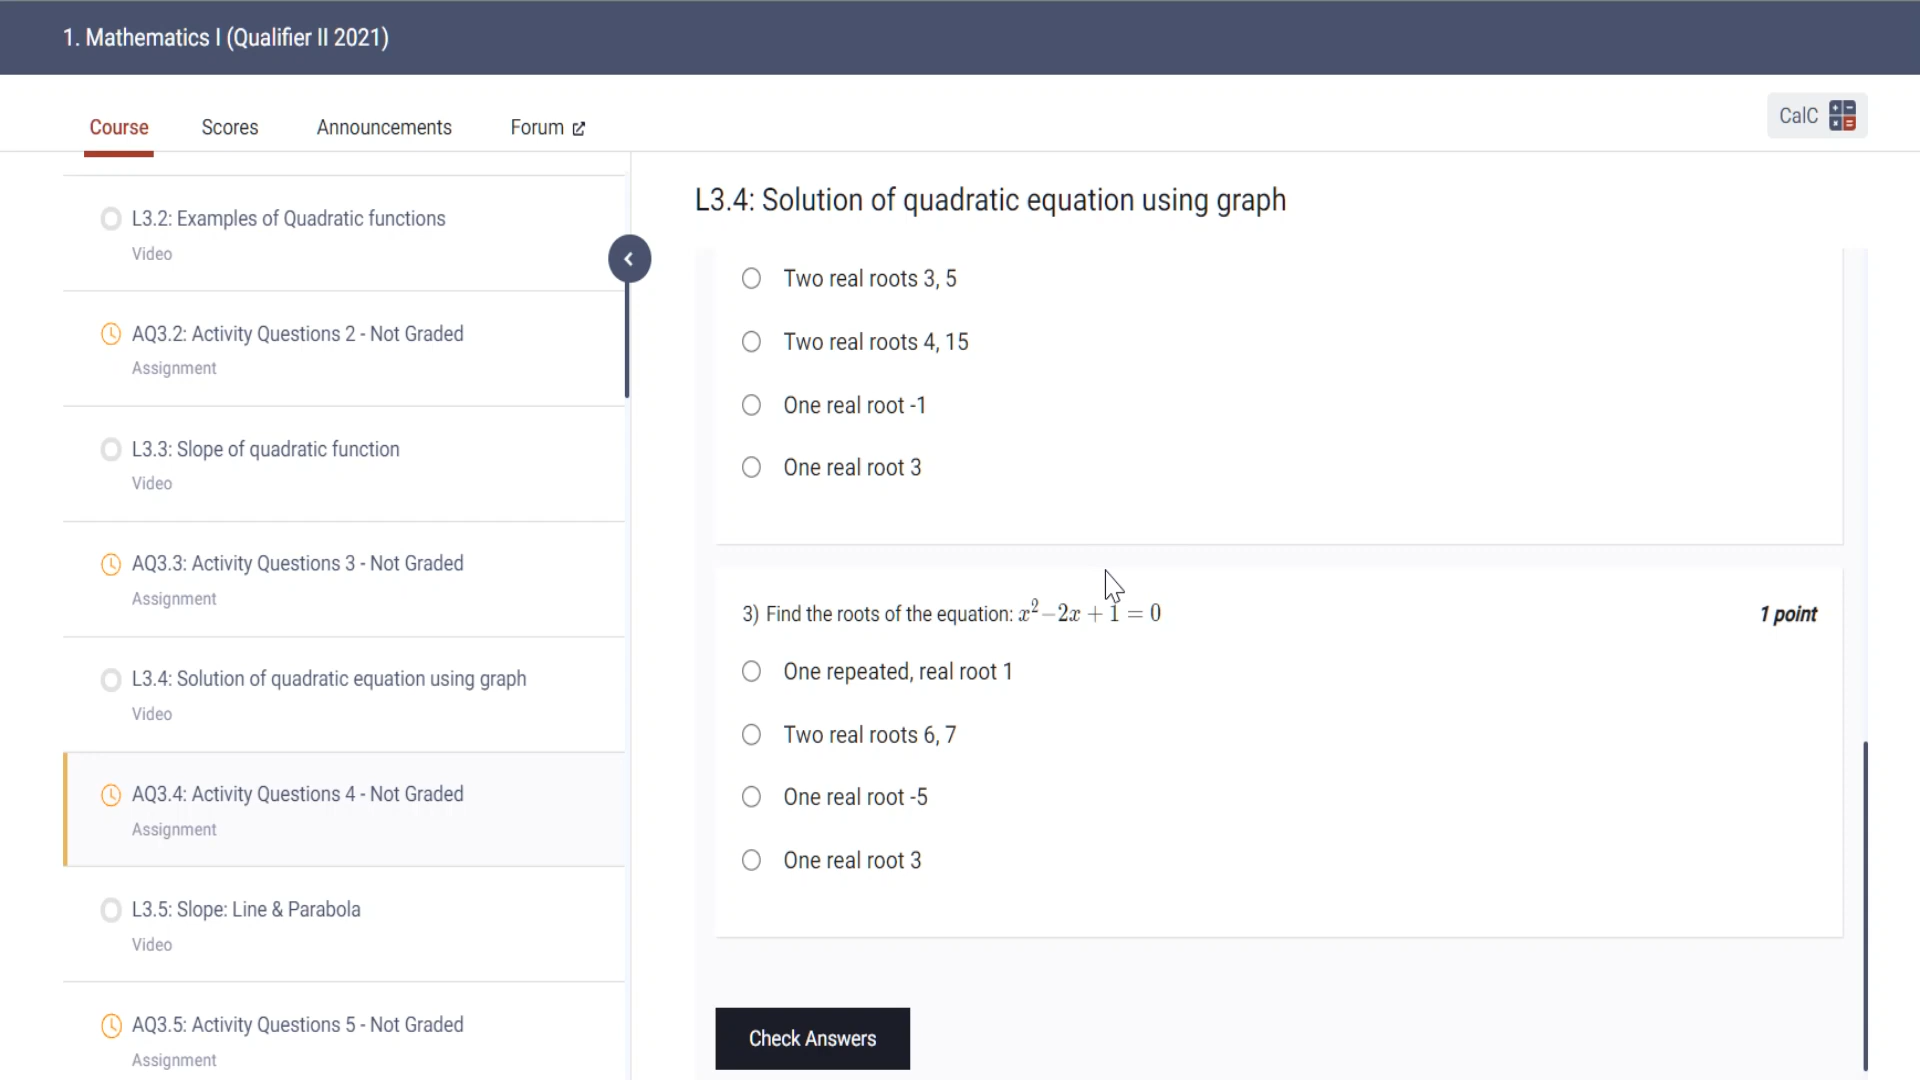 1. Mathematics I (Qualifier II 2021)
Course
Scores
Announcements
Forum
CalC
L3.2: Examples of Quadratic functions
Video
AQ3.2: Activity Questions 2 - Not Graded
Assignment
L3.3: Slope of quadratic function
Video
AQ3.3: Activity Questions 3 - Not Graded
Assignment
L3.4: Solution of quadratic equation using graph
Video
AQ3.4: Activity Questions 4 - Not Graded
Assignment
L3.5: Slope: Line & Parabola
Video
AQ3.5: Activity Questions 5 - Not Graded
Assignment
L3.4: Solution of quadratic equation using graph
Two real roots 3, 5
Two real roots 4, 15
One real root -1
One real root 3
3) Find the roots of the equation: x²−2x + 1 = 0
1 point
One repeated, real root 1
Two real roots 6, 7
One real root -5
One real root 3
Check Answers